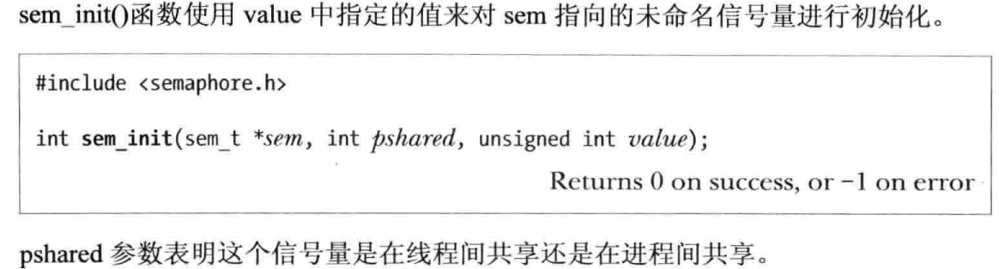 sem_init()函数使用 value 中指定的值来对 sem 指向的未命名信号量进行初始化。
#include <semaphore.h>
int sem_init(sem_t *sem, int pshared, unsigned int value);
Returns 0 on success, or −1 on error
pshared 参数表明这个信号量是在线程间共享还是在进程间共享。